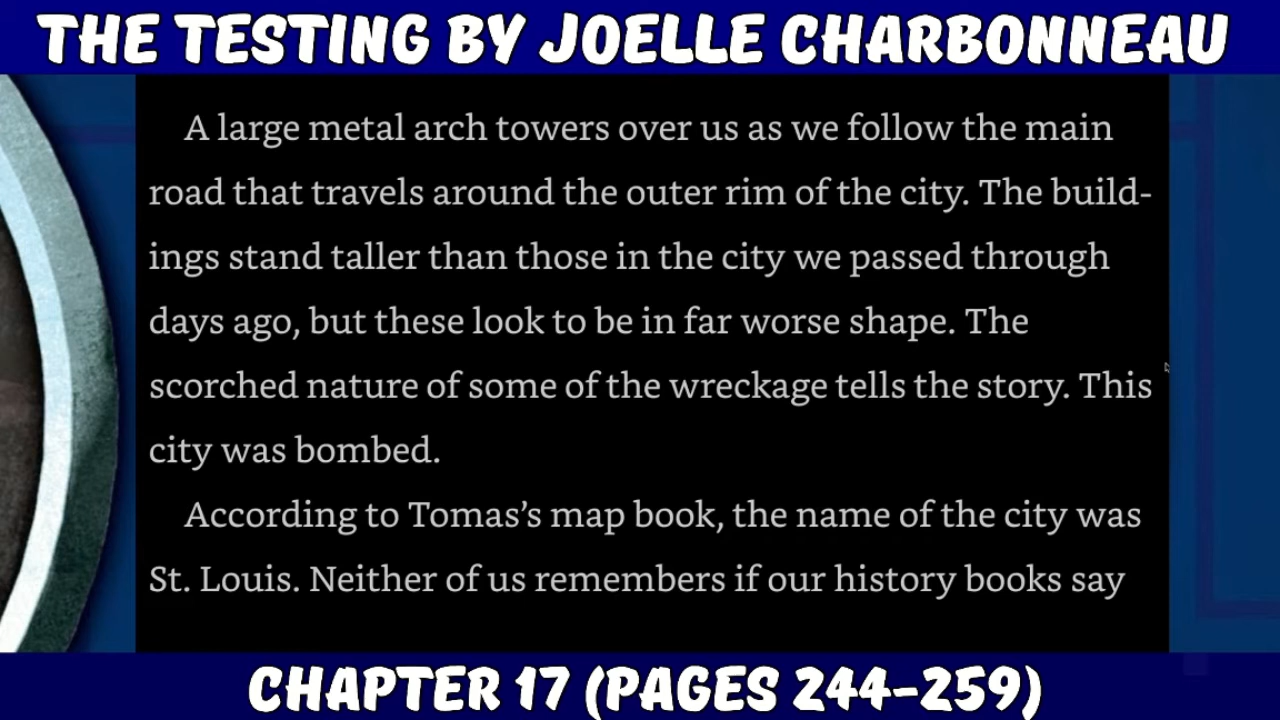 THE TESTING BY JOELLE CHARBONNEAU
A large metal arch towers over us as we follow the main
road that travels around the outer rim of the city. The build-
ings stand taller than those in the city we passed through
days ago, but these look to be in far worse shape. The
scorched nature of some of the wreckage tells the story. This
city was bombed.
According to Tomas’s map book, the name of the city was
St. Louis. Neither of us remembers if our history books say
CHAPTER 17 (PAGES 244-259)